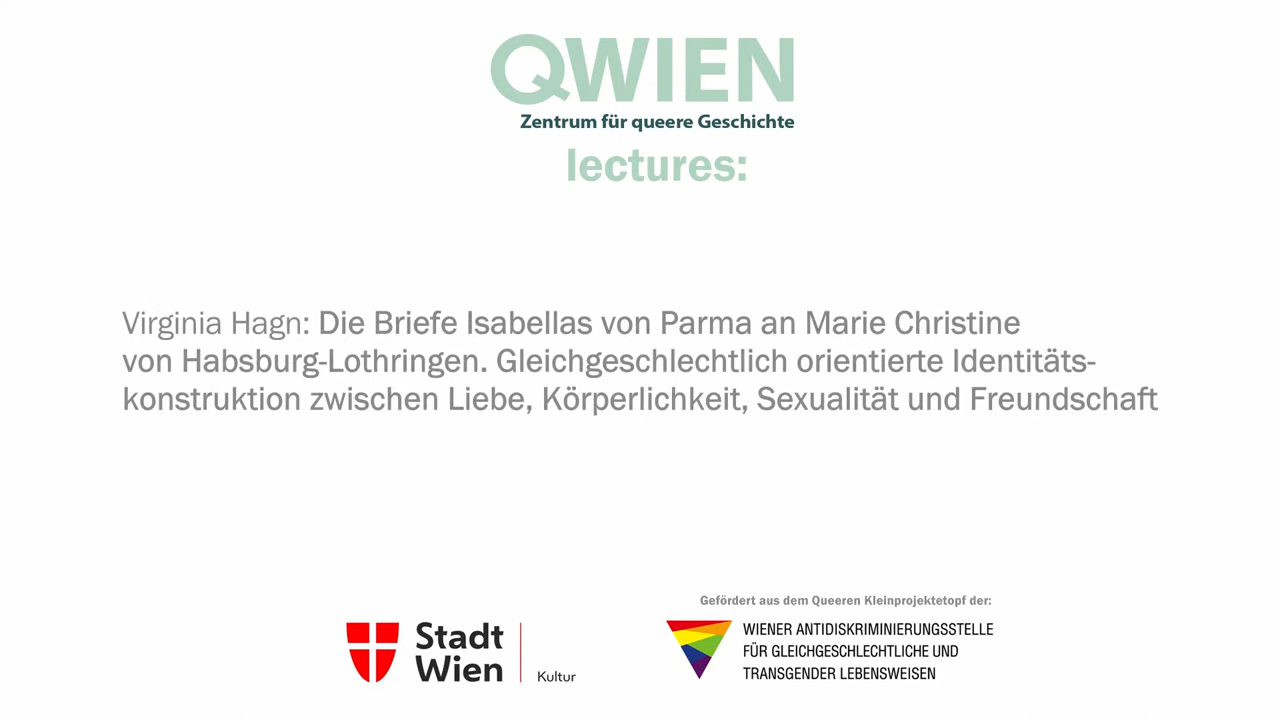 QWIEN
Zentrum für queere Geschichte
lectures:
Virginia Hagn: Die Briefe Isabellas von Parma an Marie Christine
von Habsburg-Lothringen. Gleichgeschlechtlich orientierte Identitäts-
konstruktion zwischen Liebe, Körperlichkeit, Sexualität und Freundschaft
Gefördert aus dem Queeren Kleinprojektetopf der:
Stadt
Wien
Kultur
WIENER ANTIDISKRIMINIERUNGSSTELLE
FÜR GLEICHGESCHLECHTLICHE UND
TRANSGENDER LEBENSWEISEN